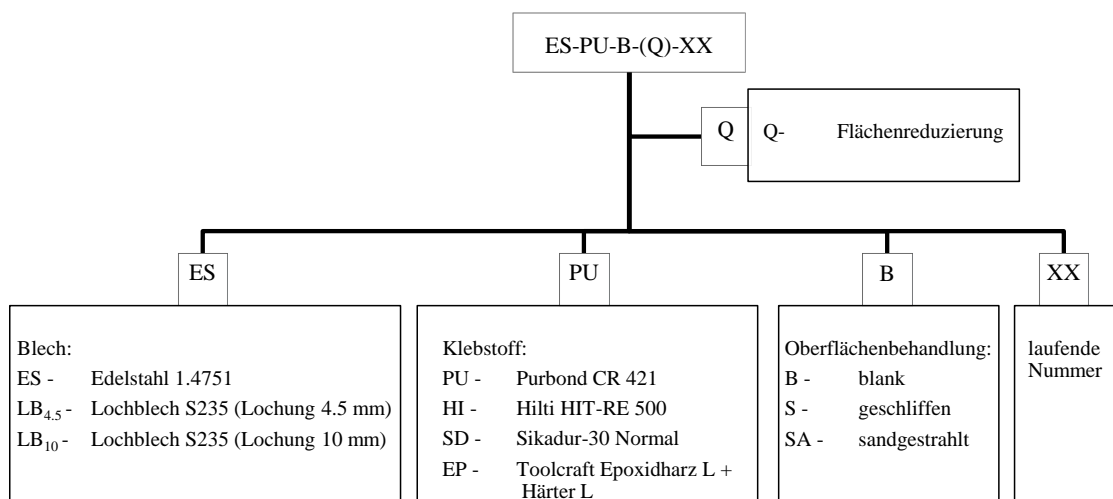 ES-PU-B-(Q)-XX
Q
Q- Flächenreduzierung
ES
PU
B
XX
Blech:
ES - Edelstahl 1.4751
LB4.5- Lochblech S235 (Lochung 4.5 mm)
LB10 - Lochblech S235 (Lochung 10 mm)
Klebstoff:
PU - Purbond CR 421
HI - Hilti HIT-RE 500
SD - Sikadur-30 Normal
EP - Toolcraft Epoxidharz L +
Härter L
Oberflächenbehandlung:
B - blank
S - geschliffen
SA - sandgestrahlt
laufende
Nummer